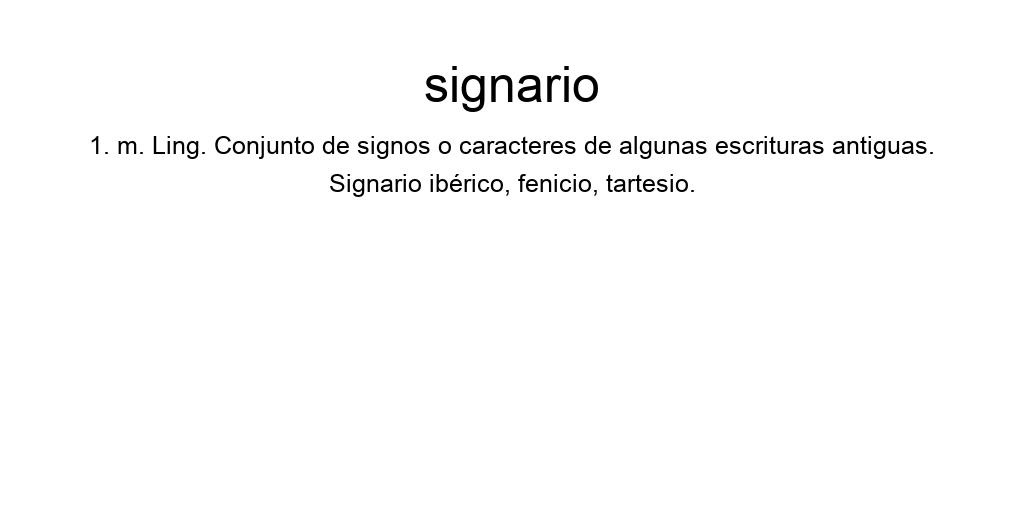 signario
1. m. Ling. Conjunto de signos o caracteres de algunas escrituras antiguas.
Signario ibérico, fenicio, tartesio.